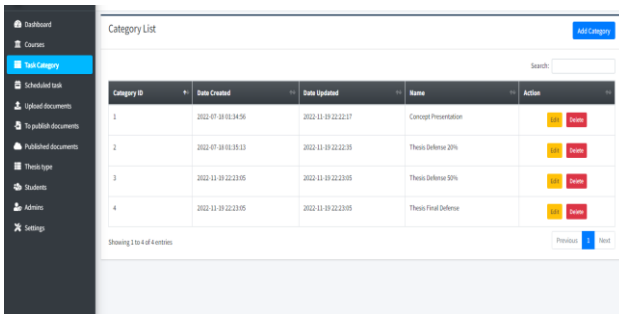 Dashboard
Courses
Task Category
Scheduled task
Upload documents
To publish documents
Published documents
Thesis type
Students
Admins
Settings
Category List
Add Category
Search:
Category ID Date Created Date Updated Name Action
1 2022-07-18 01:34:56 2022-11-19 22:22:17 Concept Presentation Edit Delete
2 2022-07-18 01:35:13 2022-11-19 22:22:35 Thesis Defense 20% Edit Delete
3 2022-11-19 22:23:05 2022-11-19 22:23:05 Thesis Defense 50% Edit Delete
4 2022-11-19 22:23:05 2022-11-19 22:23:05 Thesis Final Defense Edit Delete
Showing 1 to 4 of 4 entries
Previous 1 Next